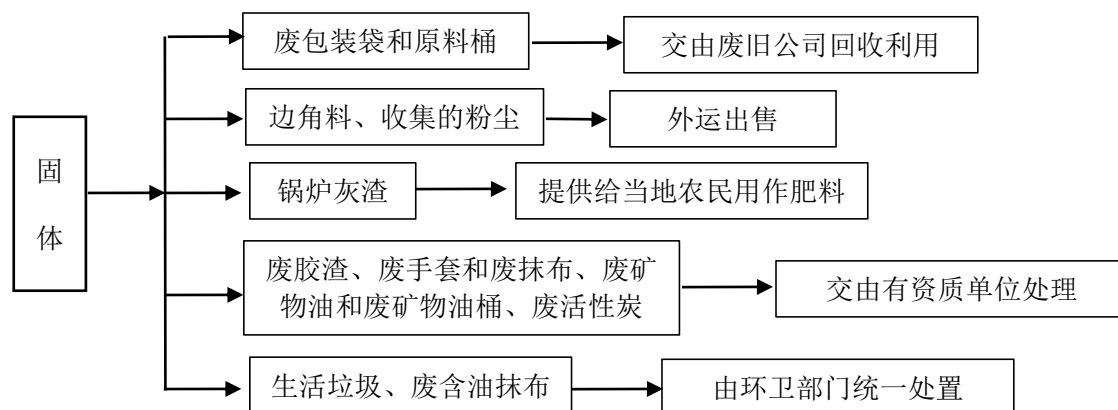 废包装袋和原料桶
交由废旧公司回收利用
边角料、收集的粉尘
外运出售
固
体
锅炉灰渣
提供给当地农民用作肥料
废胶渣、废手套和废抹布、废矿
物油和废矿物油桶、废活性炭
交由有资质单位处理
生活垃圾、废含油抹布
由环卫部门统一处置